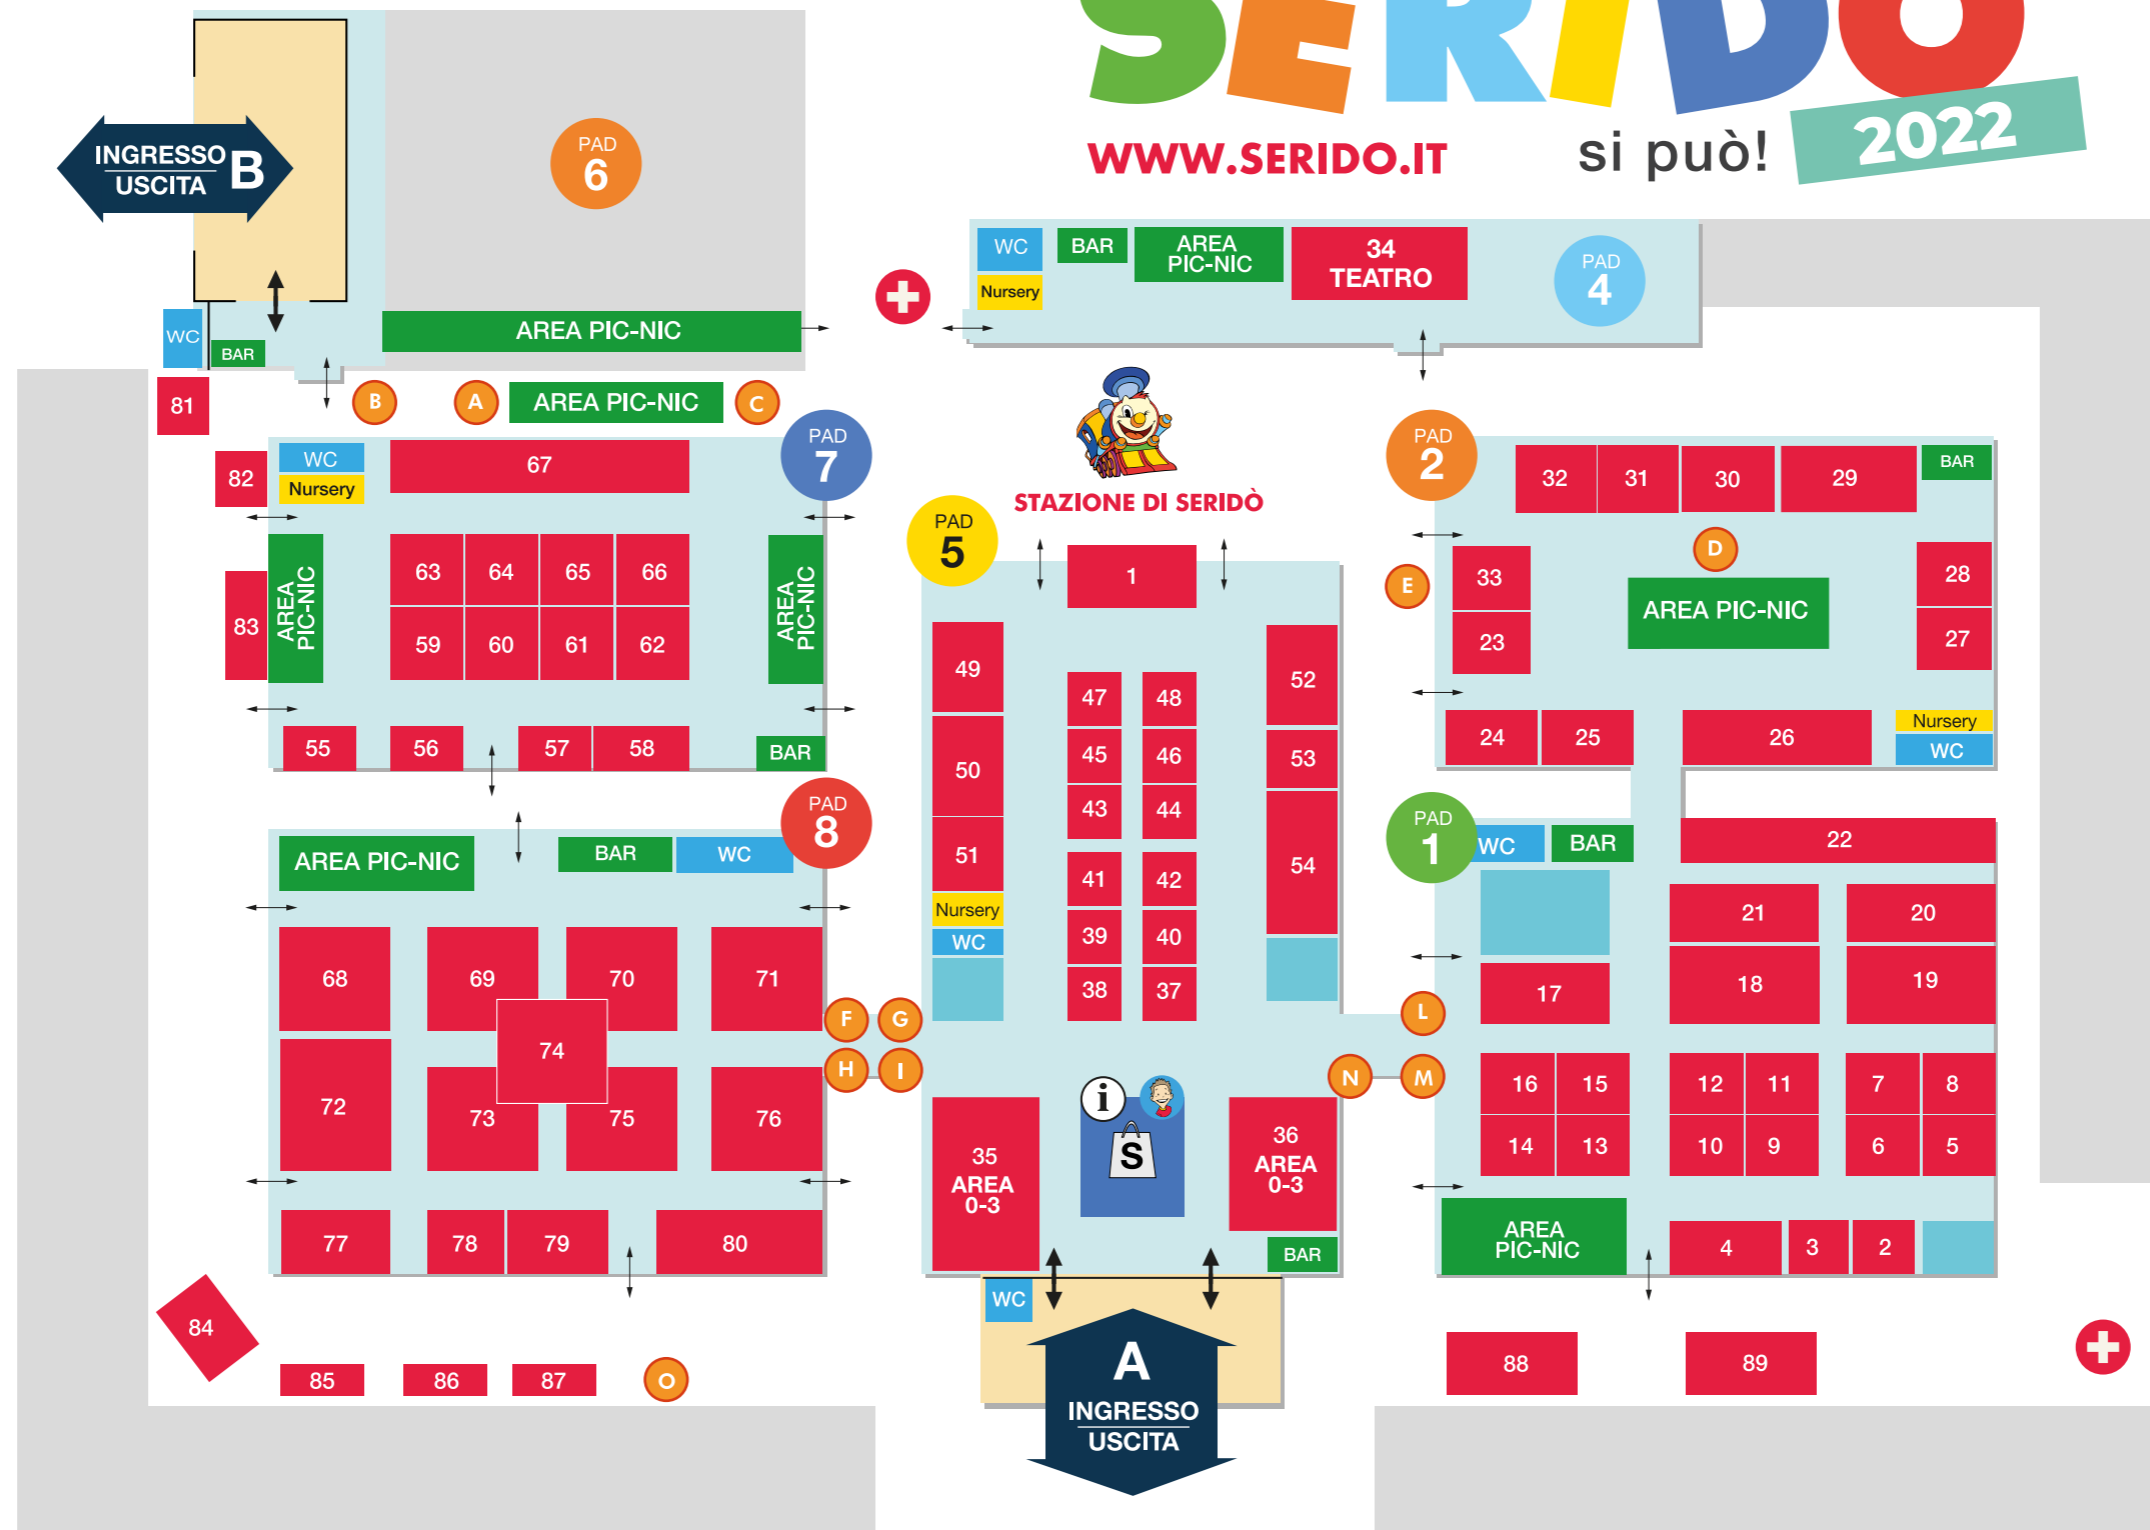 SERIDÒ
WWW.SERIDO.IT
si può!
2022
INGRESSO
USCITA
B
PAD
6
WC
BAR
AREA PIC-NIC
WC
Nursery
BAR
AREA
PIC-NIC
34
TEATRO
PAD
4
81
B
A
AREA PIC-NIC
C
STAZIONE DI SERIDÒ
PAD
7
82
WC
Nursery
67
83
AREA
PIC-NIC
63
64
65
66
59
60
61
62
AREA
PIC-NIC
55
56
57
58
BAR
PAD
8
AREA PIC-NIC
BAR
WC
68
69
70
71
74
72
73
75
76
77
78
79
80
84
85
86
87
O
F
G
H
I
PAD
5
1
49
50
51
Nursery
WC
47
48
45
46
43
44
41
42
39
40
38
37
52
53
54
35
AREA
0-3
i
S
36
AREA
0-3
BAR
WC
A
INGRESSO
USCITA
N
M
L
PAD
2
32
31
30
29
BAR
D
E
33
23
AREA PIC-NIC
28
27
24
25
26
Nursery
WC
PAD
1
WC
BAR
22
21
20
17
18
19
16
15
12
11
7
8
14
13
10
9
6
5
AREA
PIC-NIC
4
3
2
88
89